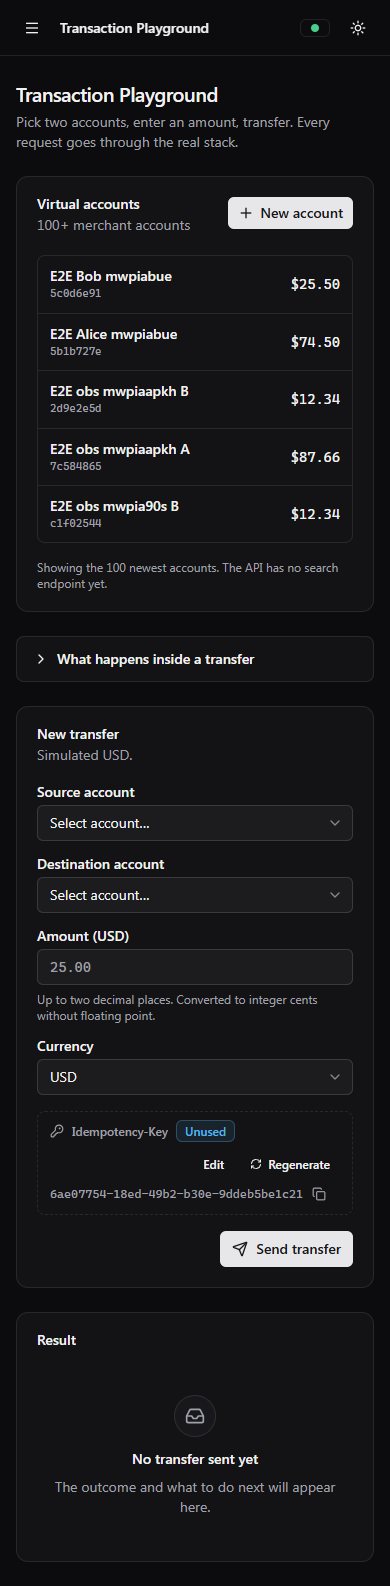 Transaction Playground
Transaction Playground
Pick two accounts, enter an amount, transfer. Every
request goes through the real stack.
Virtual accounts
100+ merchant accounts
New account
E2E Bob mwpiabue
5c0d6e91
$25.50
E2E Alice mwpiabue
5b1b727e
$74.50
E2E obs mwpiaapkh B
2d9e2e5d
$12.34
E2E obs mwpiaapkh A
7c584865
$87.66
E2E obs mwpia90s B
c1f02544
$12.34
Showing the 100 newest accounts. The API has no search
endpoint yet.
What happens inside a transfer
New transfer
Simulated USD.
Source account
Select account...
Destination account
Select account...
Amount (USD)
25.00
Up to two decimal places. Converted to integer cents
without floating point.
Currency
USD
Idempotency-Key
Unused
Edit
Regenerate
6ae07754-18ed-49b2-b30e-9ddeb5be1c21
Send transfer
Result
No transfer sent yet
The outcome and what to do next will appear
here.